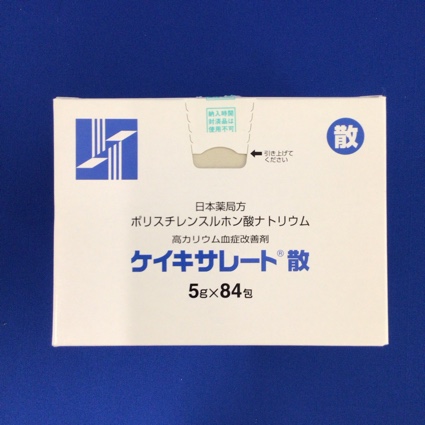 散
引き上げて
ください
日本薬局方
ポリスチレンスルホン酸ナトリウム
高カリウム血症改善剤
ケイキサレート®散
5g×84包